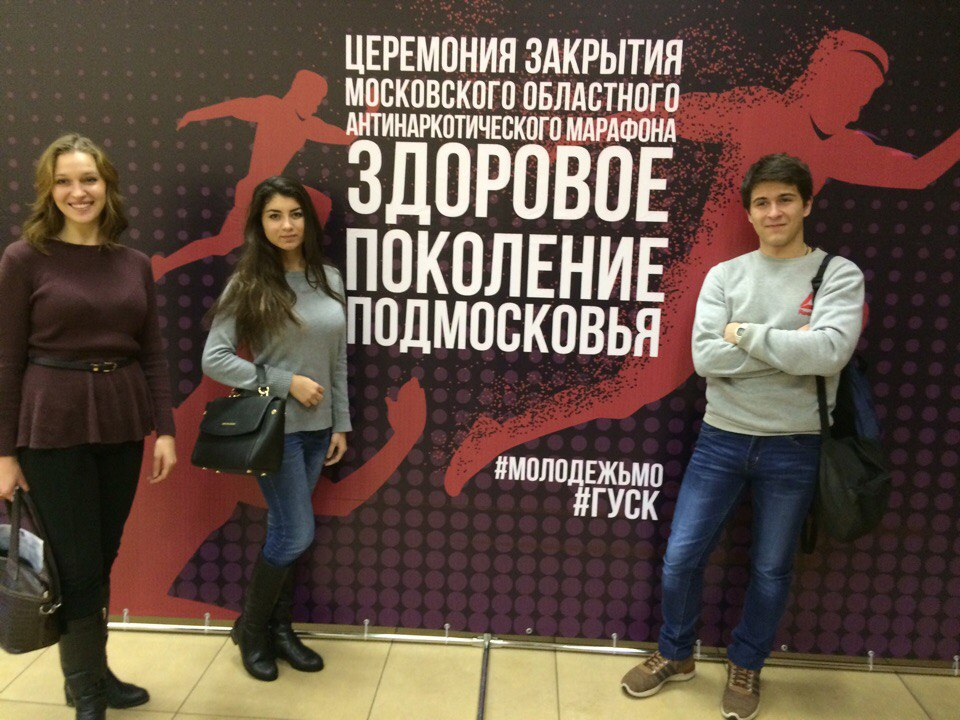 ЦЕРЕМОНИЯ ЗАКРЫТИЯ
МОСКОВСКОГО ОБЛАСТНОГО
АНТИНАРКОТИЧЕСКОГО МАРАФОНА
ЗДОРОВОЕ
ПОКОЛЕНИЕ
ПОДМОСКОВЬЯ
#МОЛОДЕЖЬМО
#ГУСК